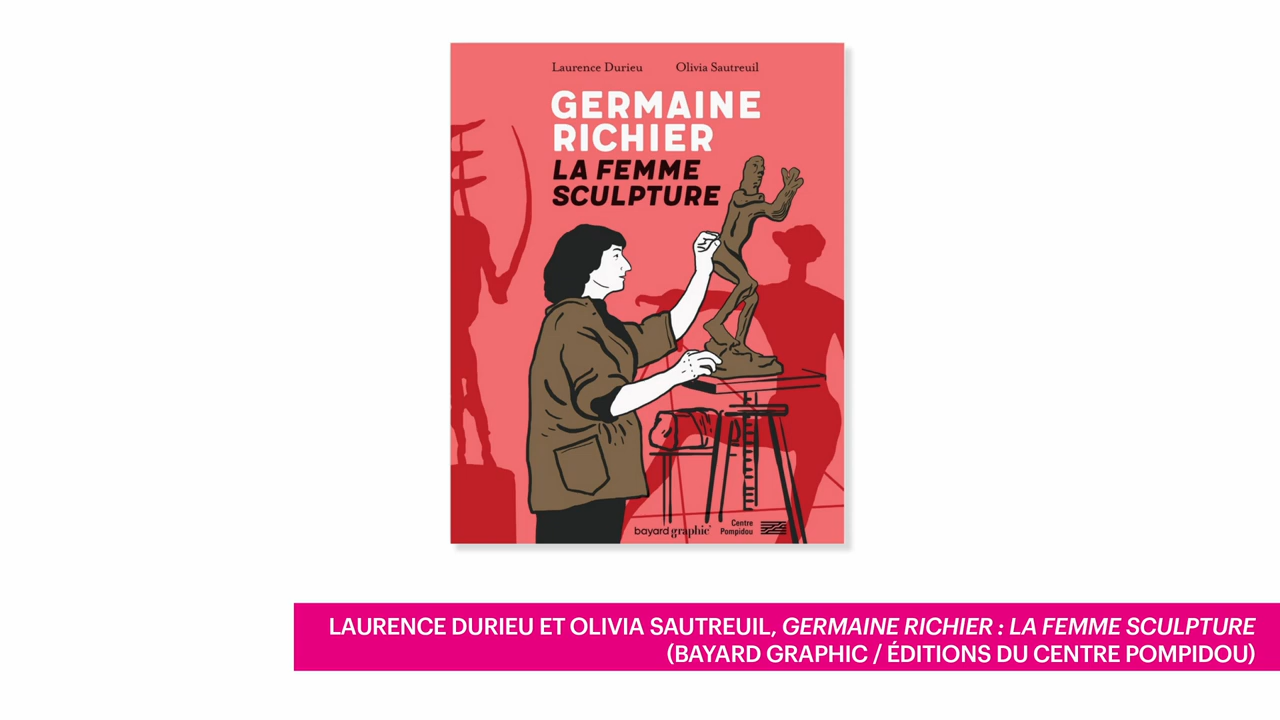 Laurence Durieu Olivia Sautreuil
GERMAINE
RICHIER
LA FEMME
SCULPTURE
bayard graphic'
Centre
Pompidou
LAURENCE DURIEU ET OLIVIA SAUTREUIL, GERMAINE RICHIER : LA FEMME SCULPTURE
(BAYARD GRAPHIC / ÉDITIONS DU CENTRE POMPIDOU)